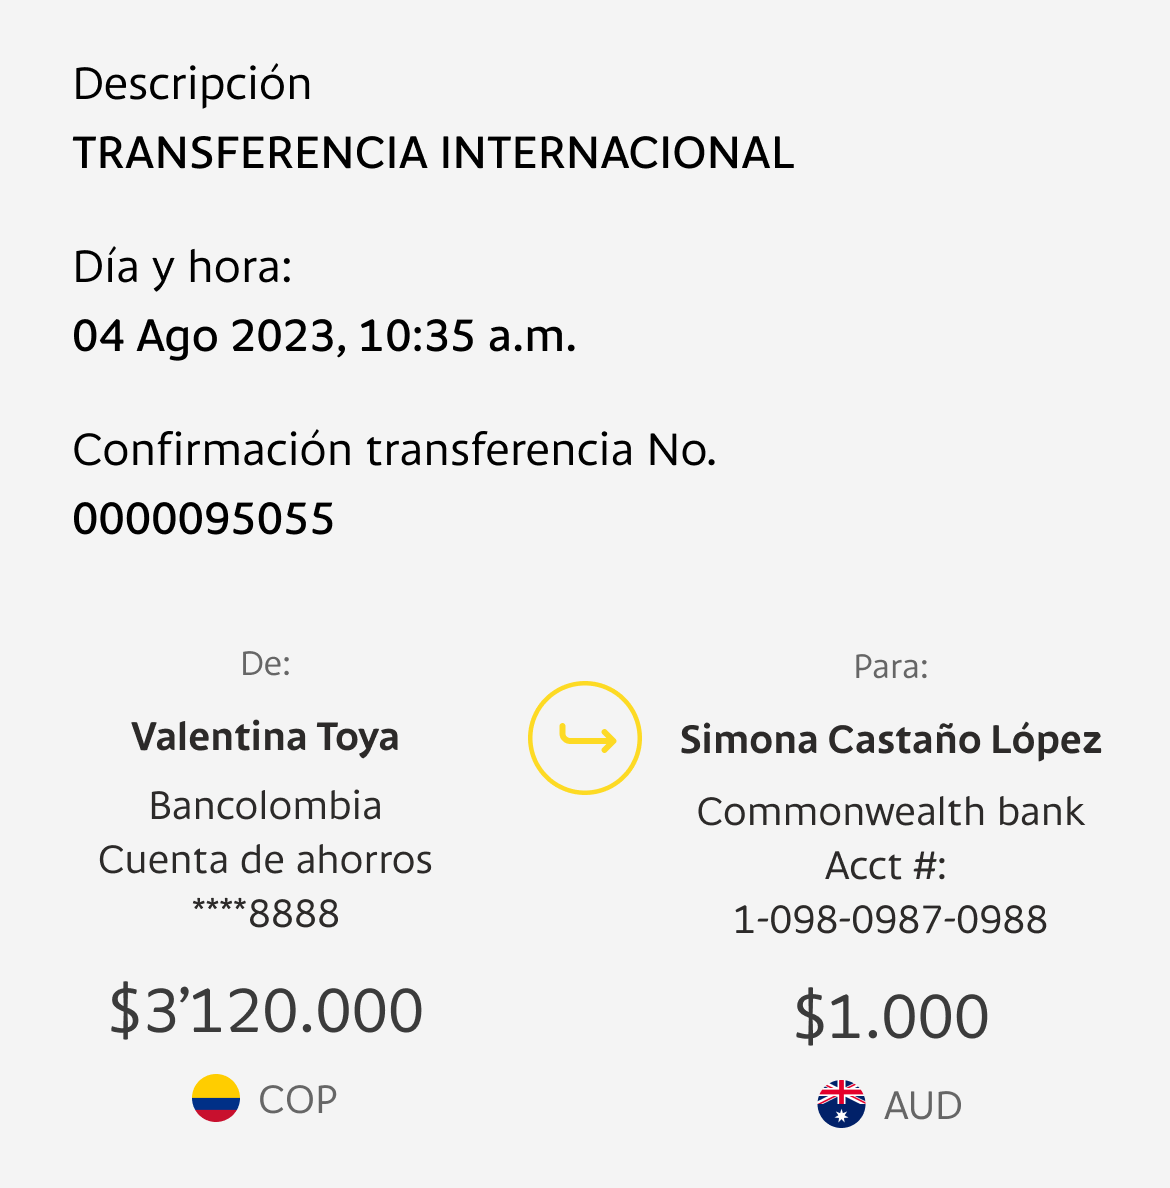 Descripción
TRANSFERENCIA INTERNACIONAL
Día y hora:
04 Ago 2023, 10:35 a.m.
Confirmación transferencia No.
0000095055
De:
Valentina Toya
Bancolombia
Cuenta de ahorros
****8888
$3’120.000
COP
Para:
Simona Castaño López
Commonwealth bank
Acct #:
1-098-0987-0988
$1.000
AUD